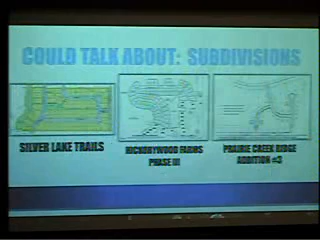 COULD TALK ABOUT: SUBDIVISIONS
SILVER LAKE TRAILS
HICKORYWOOD FARMS
PHASE III
PRAIRIE CREEK RIDGE
ADDITION #3